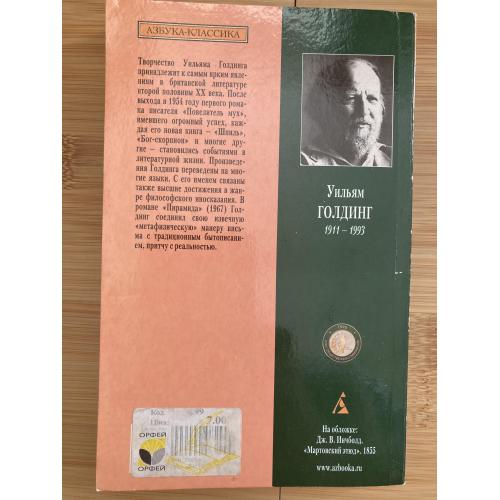 АЗБУКА-КЛАССИКА
Творчество Уильяма Голдинга
принадлежит к самым ярким явле-
ниям в британской литературе
второй половины XX века. После
выхода в 1954 году первого рома-
на писателя «Повелитель мух»,
имевшего огромный успех, каж-
дая его новая книга — «Шпиль»,
«Бог-скорпион» и многие дру-
гие — становились событиями в
литературной жизни. Произведе-
ния Голдинга переведены на мно-
гие языки. С его именем связаны
также высшие достижения в жан-
ре философского иносказания. В
романе «Пирамида» (1967) Гол-
динг соединил свою извечную
«метафизическую» манеру пись-
ма с традиционным бытописани-
ем, притчу с реальностью.
Уильям
ГОЛДИНГ
1911 – 1993
Код
99
Цена:
7.00
ОРФЕЙ
ОРФЕЙ
На обложке:
Дж. В. Инчболд.
«Мартовский этюд». 1855
www.azbooka.ru